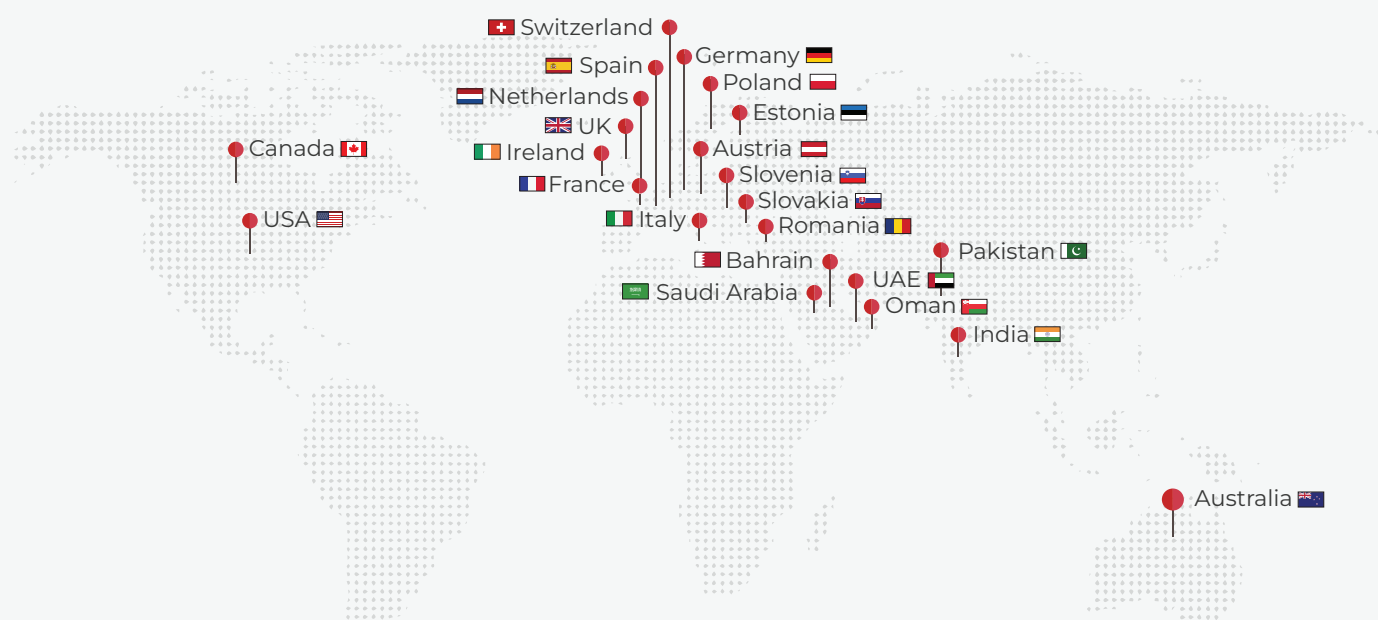 Switzerland
Germany
Spain
Poland
Netherlands
Estonia
UK
Canada
Ireland
Austria
Slovenia
France
Slovakia
USA
Italy
Romania
Pakistan
Bahrain
UAE
Saudi Arabia
Oman
India
Australia